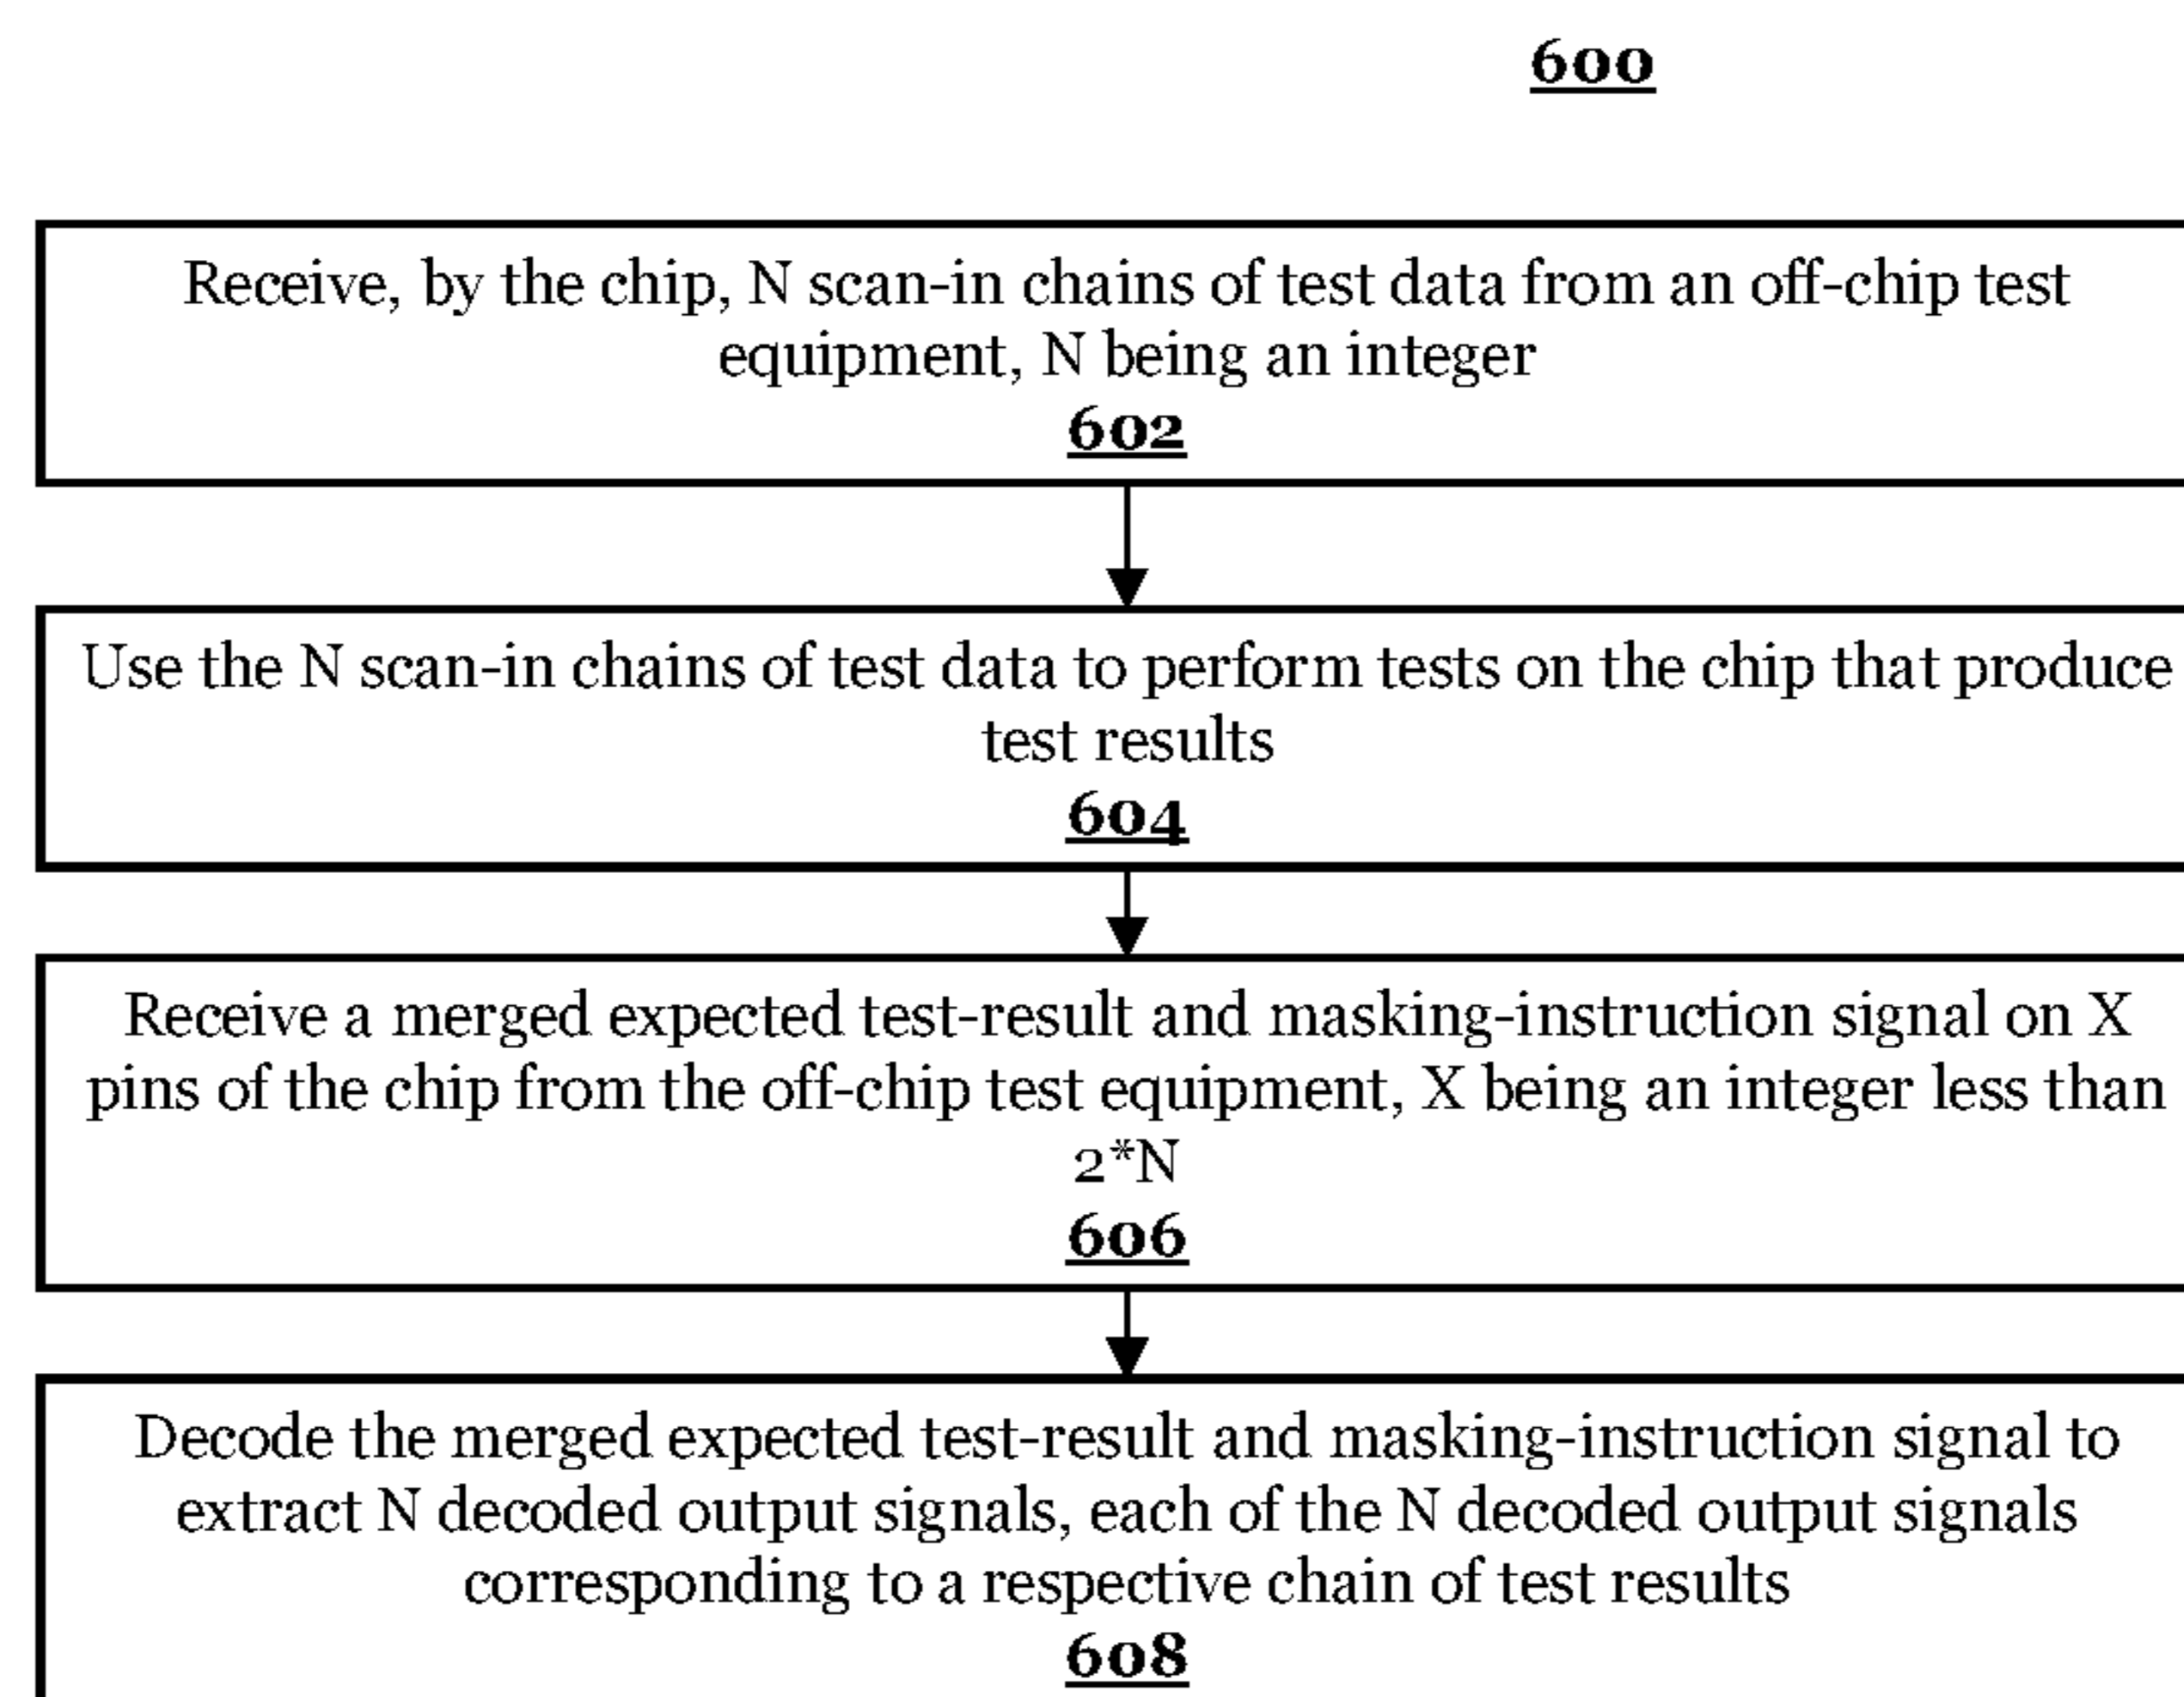 600
Receive, by the chip, N scan-in chains of test data from an off-chip test
equipment, N being an integer
602
Use the N scan-in chains of test data to perform tests on the chip that produce
test results
604
Receive a merged expected test-result and masking-instruction signal on X
pins of the chip from the off-chip test equipment, X being an integer less than
2*N
606
Decode the merged expected test-result and masking-instruction signal to
extract N decoded output signals, each of the N decoded output signals
corresponding to a respective chain of test results
608